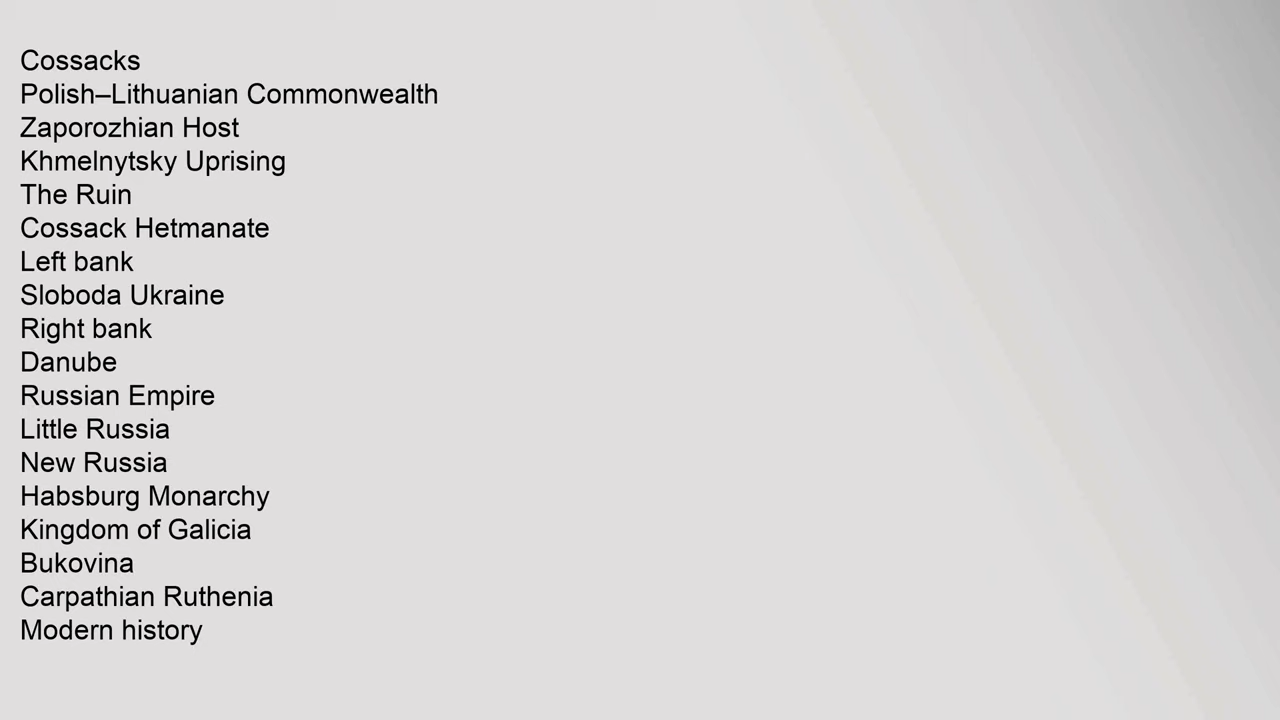 Cossacks
Polish–Lithuanian Commonwealth
Zaporozhian Host
Khmelnytsky Uprising
The Ruin
Cossack Hetmanate
Left bank
Sloboda Ukraine
Right bank
Danube
Russian Empire
Little Russia
New Russia
Habsburg Monarchy
Kingdom of Galicia
Bukovina
Carpathian Ruthenia
Modern history